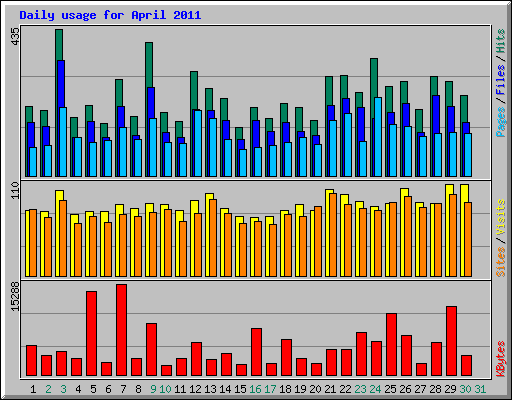 Daily usage for April 2011
435
Pages / Files / Hits
110
Sites / Visits
15288
KBytes
1 2 3 4 5 6 7 8 9 10 11 12 13 14 15 16 17 18 19 20 21 22 23 24 25 26 27 28 29 30 31